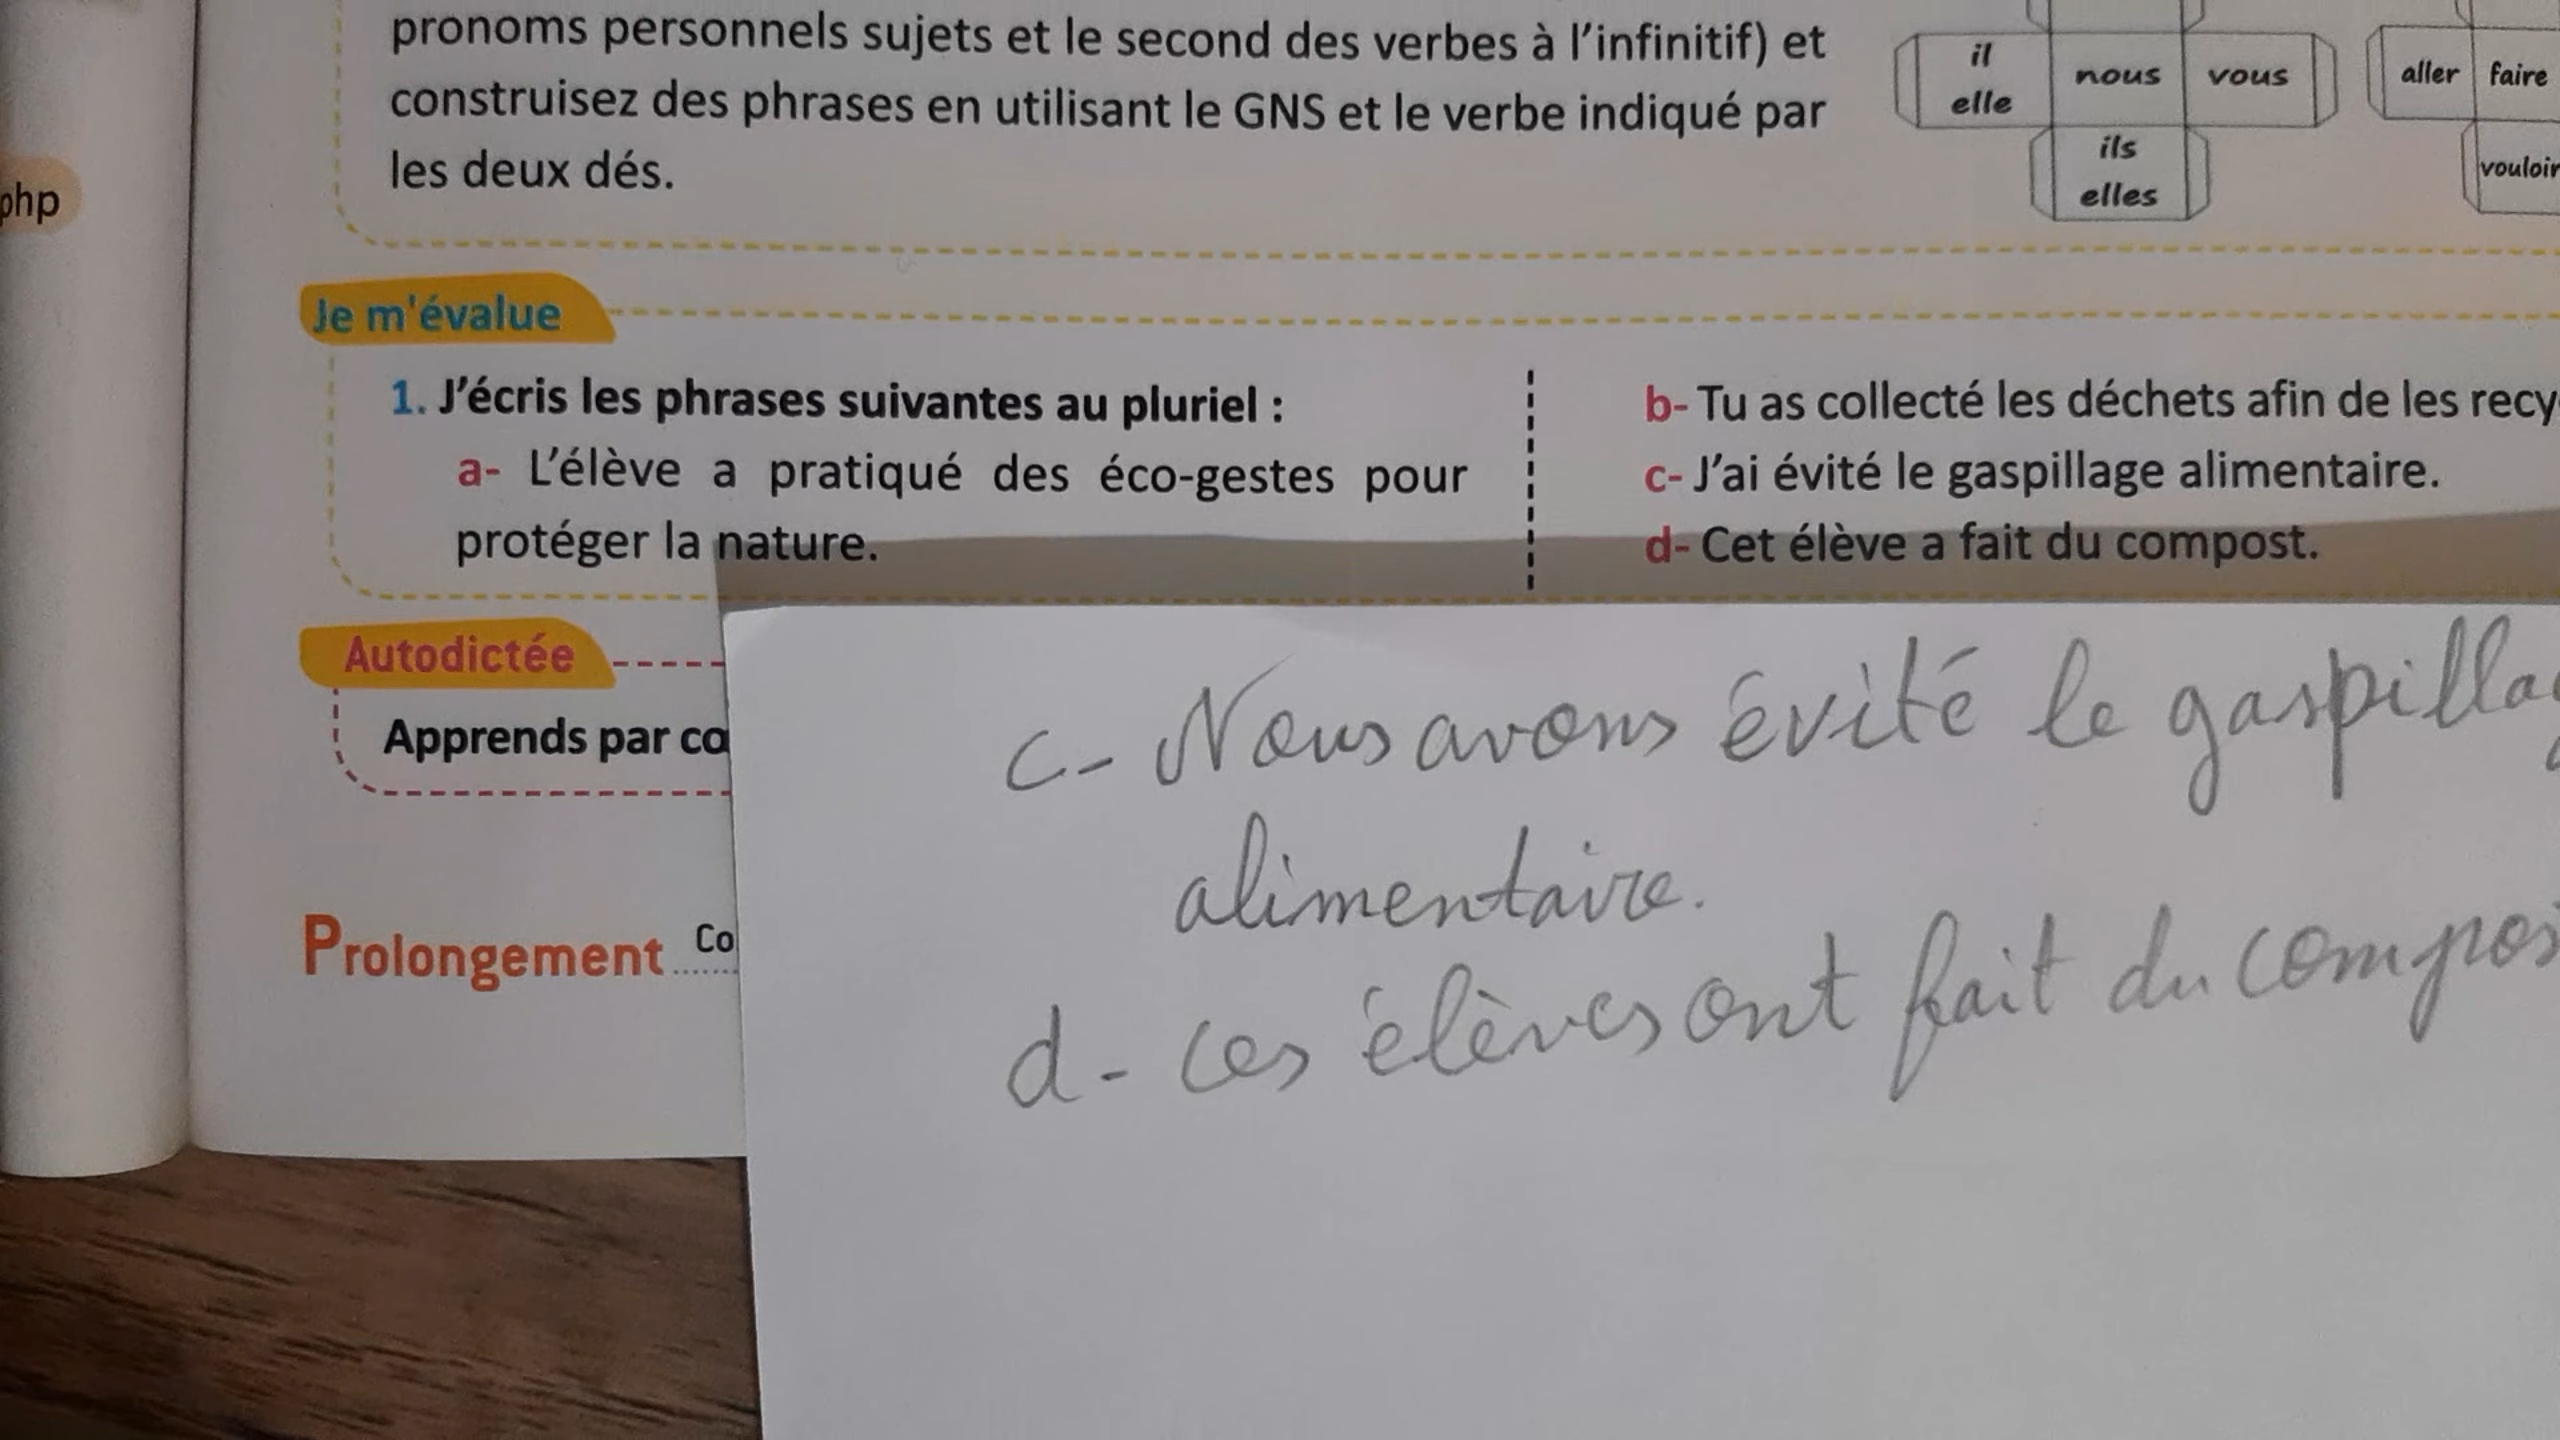 pronoms personnels sujets et le second des verbes à l'infinitif) et
construisez des phrases en utilisant le GNS et le verbe indiqué par
les deux dés.
il
elle
nous
vous
ils
elles
aller
faire
vouloir
php
Je m'évalue
1. J'écris les phrases suivantes au pluriel :
a- L'élève a pratiqué des éco-gestes pour
protéger la nature.
b- Tu as collecté les déchets afin de les
c- J'ai évité le gaspillage alimentaire.
d- Cet élève a fait du compost.
Autodictée
Apprends par
Prolongement
c- Nous avons évité le
alimentaire.
d- Ces élèves ont fait du